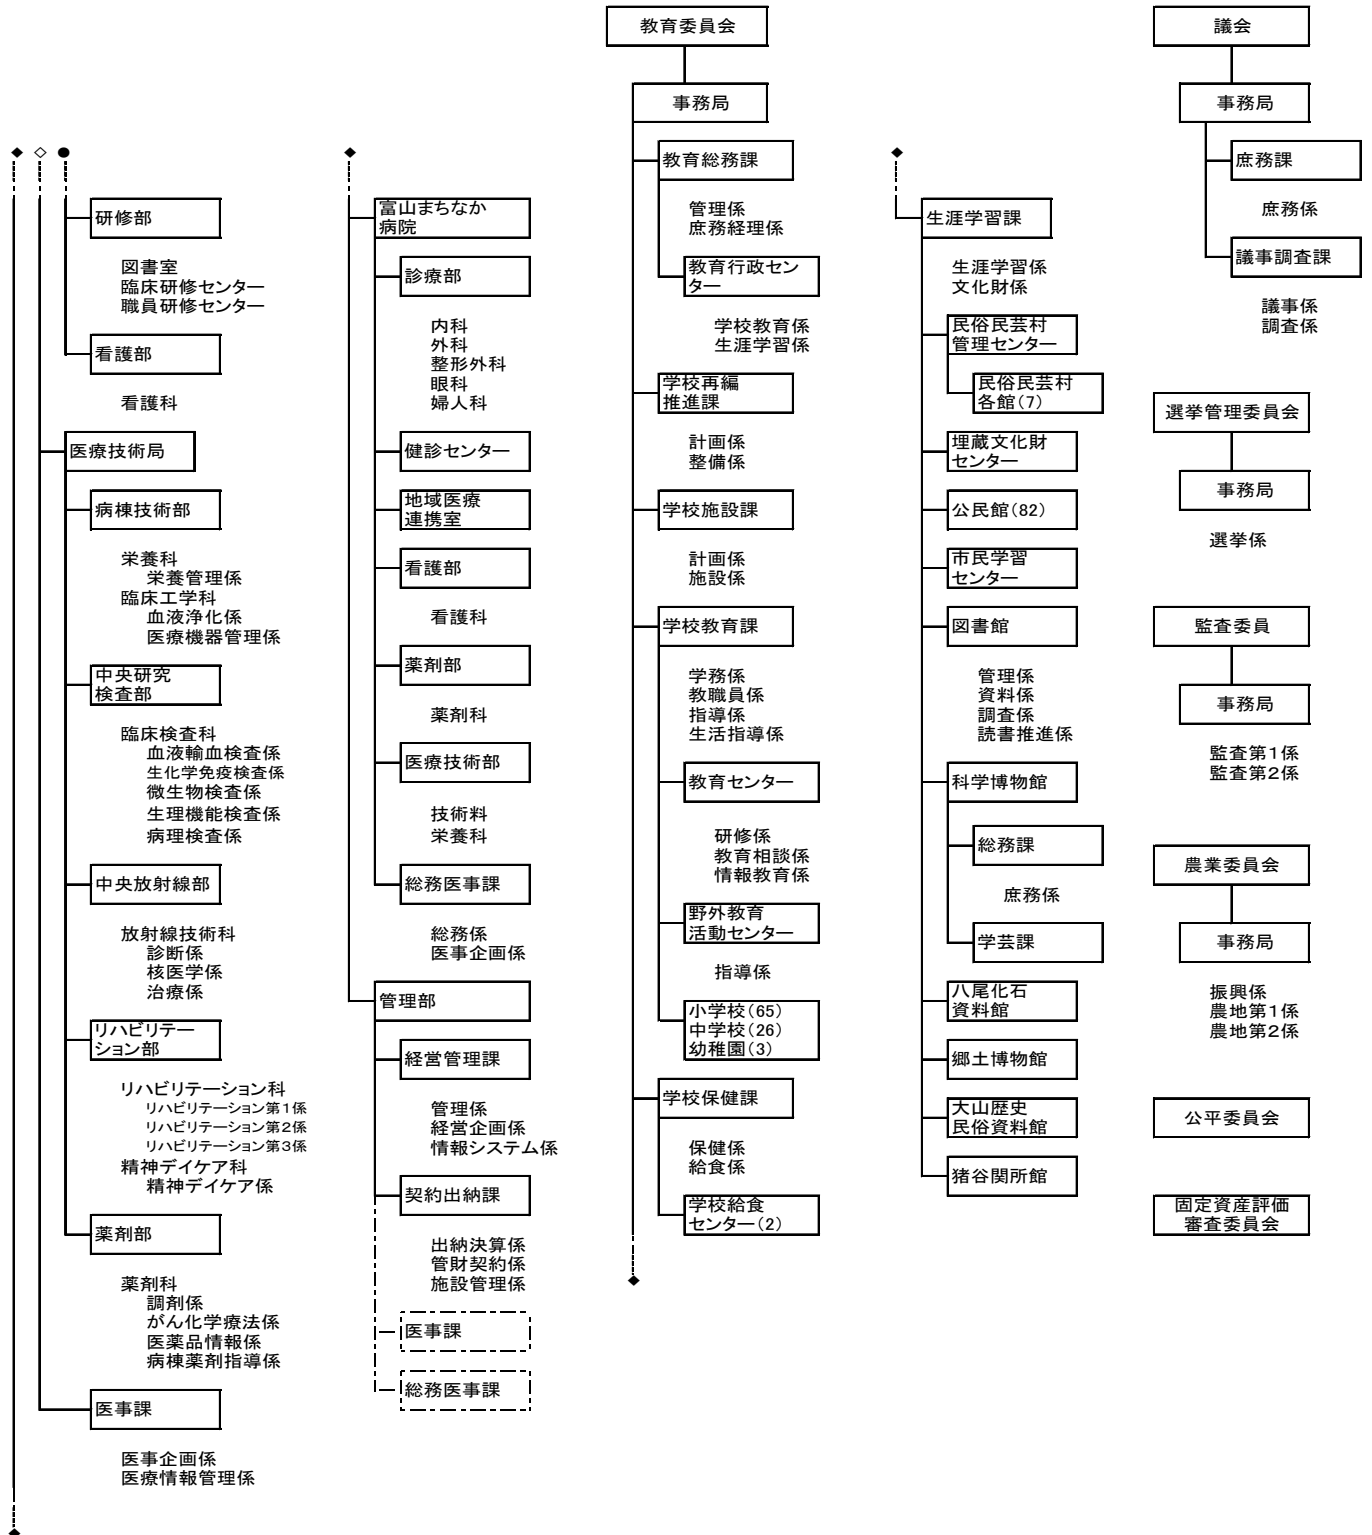 ◆ ◇ ●
研修部
図書室
臨床研修センター
職員研修センター
看護部
看護科
医療技術局
病棟技術部
栄養科
栄養管理係
臨床工学科
血液浄化係
医療機器管理係
中央研究
検査部
臨床検査科
血液輸血検査係
生化学免疫検査係
微生物検査係
生理機能検査係
病理検査係
中央放射線部
放射線技術科
診断係
核医学係
治療係
リハビリテー
ション部
リハビリテーション科
リハビリテーション第1係
リハビリテーション第2係
リハビリテーション第3係
精神デイケア科
精神デイケア係
薬剤部
薬剤科
調剤係
がん化学療法係
医薬品情報係
病棟薬剤指導係
医事課
医事企画係
医療情報管理係
◆
◆
富山まちなか
病院
診療部
内科
外科
整形外科
眼科
婦人科
健診センター
地域医療
連携室
看護部
看護科
薬剤部
薬剤科
医療技術部
技術料
栄養科
総務医事課
総務係
医事企画係
管理部
経営管理課
管理係
経営企画係
情報システム係
契約出納課
出納決算係
管財契約係
施設管理係
医事課
総務医事課
教育委員会
事務局
教育総務課
管理係
庶務経理係
教育行政セン
ター
学校教育係
生涯学習係
学校再編
推進課
計画係
整備係
学校施設課
計画係
施設係
学校教育課
学務係
教職員係
指導係
生活指導係
教育センター
研修係
教育相談係
情報教育係
野外教育
活動センター
指導係
小学校(65)
中学校(26)
幼稚園(3)
学校保健課
保健係
給食係
学校給食
センター(2)
◆
◆
生涯学習課
生涯学習係
文化財係
民俗民芸村
管理センター
民俗民芸村
各館(7)
埋蔵文化財
センター
公民館(82)
市民学習
センター
図書館
管理係
資料係
調査係
読書推進係
科学博物館
総務課
庶務係
学芸課
八尾化石
資料館
郷土博物館
大山歴史
民俗資料館
猪谷関所館
議会
事務局
庶務課
庶務係
議事調査課
議事係
調査係
選挙管理委員会
事務局
選挙係
監査委員
事務局
監査第1係
監査第2係
農業委員会
事務局
振興係
農地第1係
農地第2係
公平委員会
固定資産評価
審査委員会